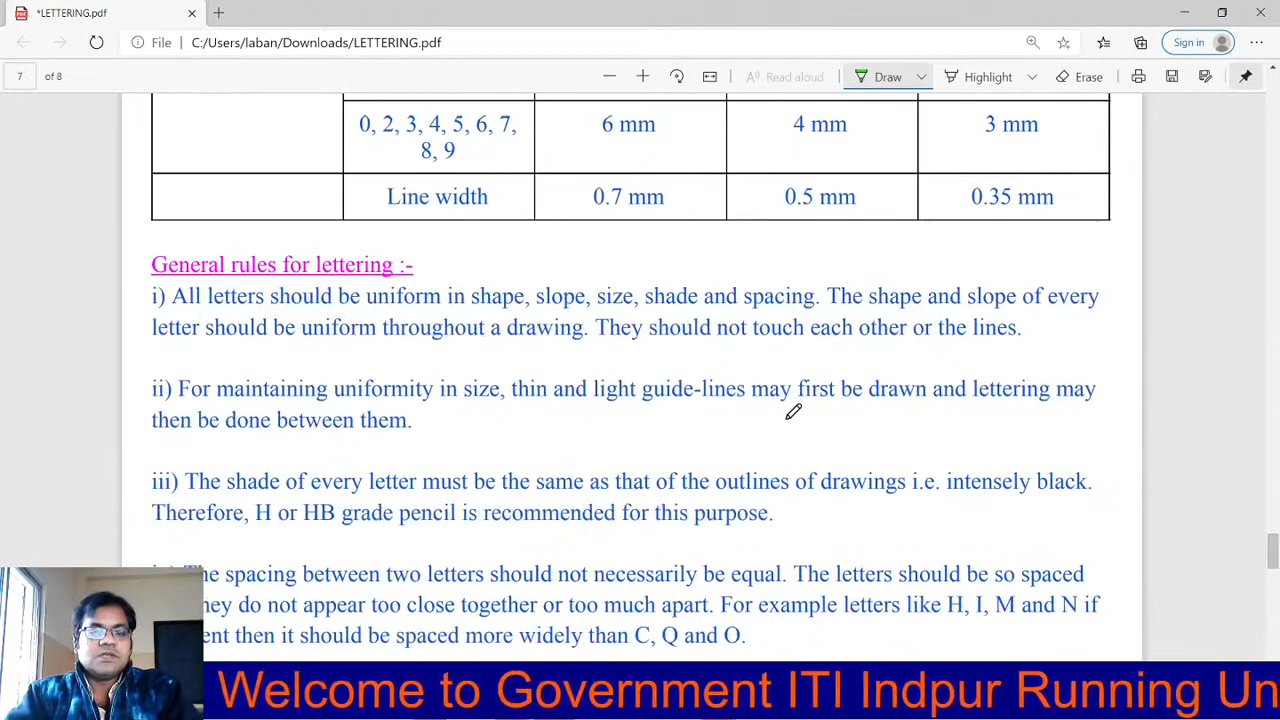 *LETTERING.pdf
File C:/Users/laban/Downloads/LETTERING.pdf Sign in
7 of 8 Read aloud Draw Highlight Erase
0, 2, 3, 4, 5, 6, 7, 6 mm 4 mm 3 mm
8, 9
Line width 0.7 mm 0.5 mm 0.35 mm
General rules for lettering :-
i) All letters should be uniform in shape, slope, size, shade and spacing. The shape and slope of every
letter should be uniform throughout a drawing. They should not touch each other or the lines.
ii) For maintaining uniformity in size, thin and light guide-lines may first be drawn and lettering may
then be done between them.
iii) The shade of every letter must be the same as that of the outlines of drawings i.e. intensely black.
Therefore, H or HB grade pencil is recommended for this purpose.
The spacing between two letters should not necessarily be equal. The letters should be so spaced
they do not appear too close together or too much apart. For example letters like H, I, M and N if
then it should be spaced more widely than C, Q and O.
Welcome to Government ITI Indpur Running Un